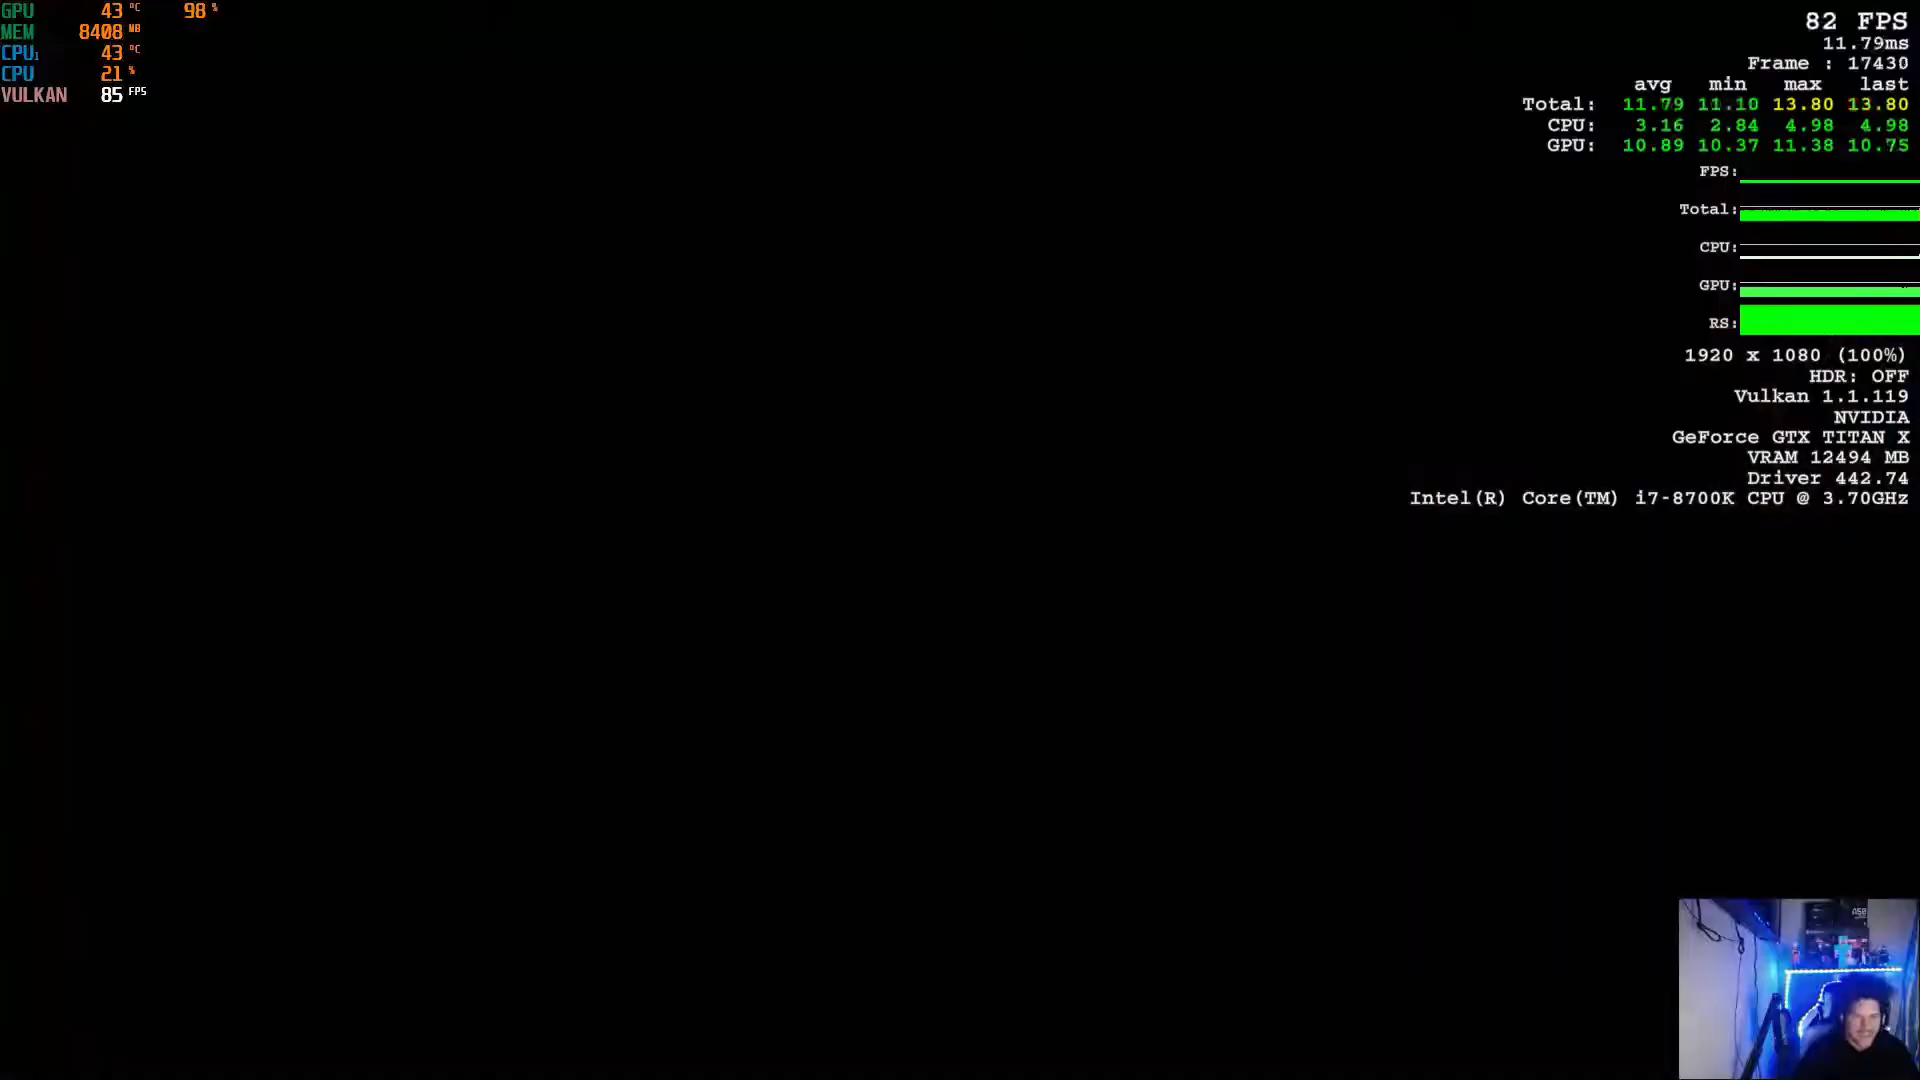 GPU 43 °C 98 %
MEM 8408 MB
CPU1 43 °C
CPU 21 %
VULKAN 85 FPS
82 FPS
11.79ms
Frame : 17430
avg min max last
Total: 11.79 11.10 13.80 13.80
CPU: 3.16 2.84 4.98 4.98
GPU: 10.89 10.37 11.38 10.75
FPS:
Total:
CPU:
GPU:
RS:
1920 x 1080 (100%)
HDR: OFF
Vulkan 1.1.119
NVIDIA
GeForce GTX TITAN X
VRAM 12494 MB
Driver 442.74
Intel(R) Core(TM) i7-8700K CPU @ 3.70GHz